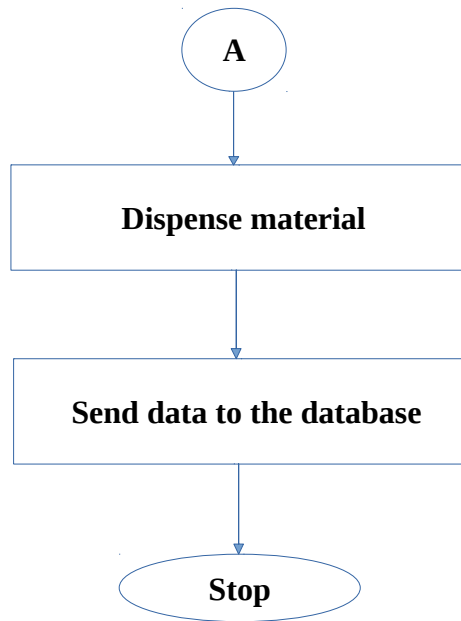 A
Dispense material
Send data to the database
Stop